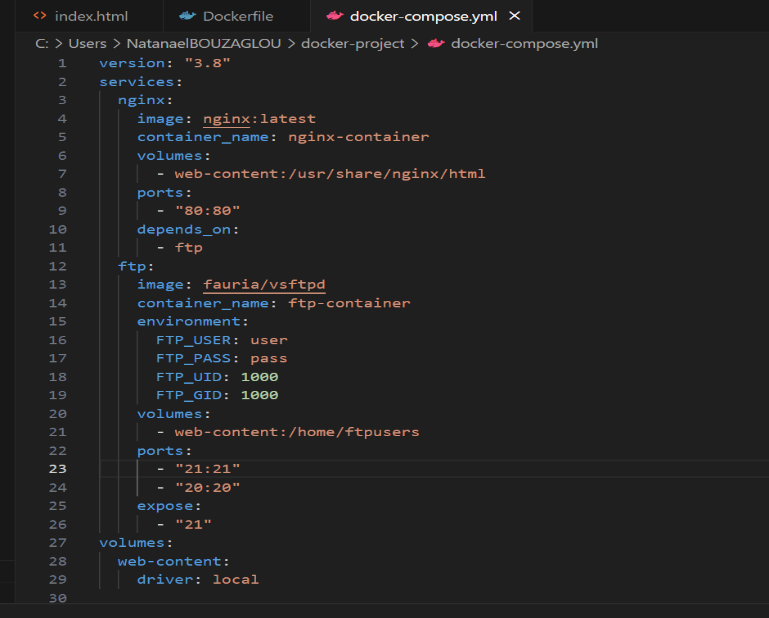 index.html Dockerfile docker-compose.yml
C: > Users > NatanaelBOUZAGLOU > docker-project > docker-compose.yml
1 version: "3.8"
2 services:
3   nginx:
4     image: nginx:latest
5     container_name: nginx-container
6     volumes:
7       - web-content:/usr/share/nginx/html
8     ports:
9       - "80:80"
10     depends_on:
11       - ftp
12   ftp:
13     image: fauria/vsftpd
14     container_name: ftp-container
15     environment:
16       FTP_USER: user
17       FTP_PASS: pass
18       FTP_UID: 1000
19       FTP_GID: 1000
20     volumes:
21       - web-content:/home/ftpusers
22     ports:
23       - "21:21"
24       - "20:20"
25     expose:
26       - "21"
27 volumes:
28   web-content:
29     driver: local
30